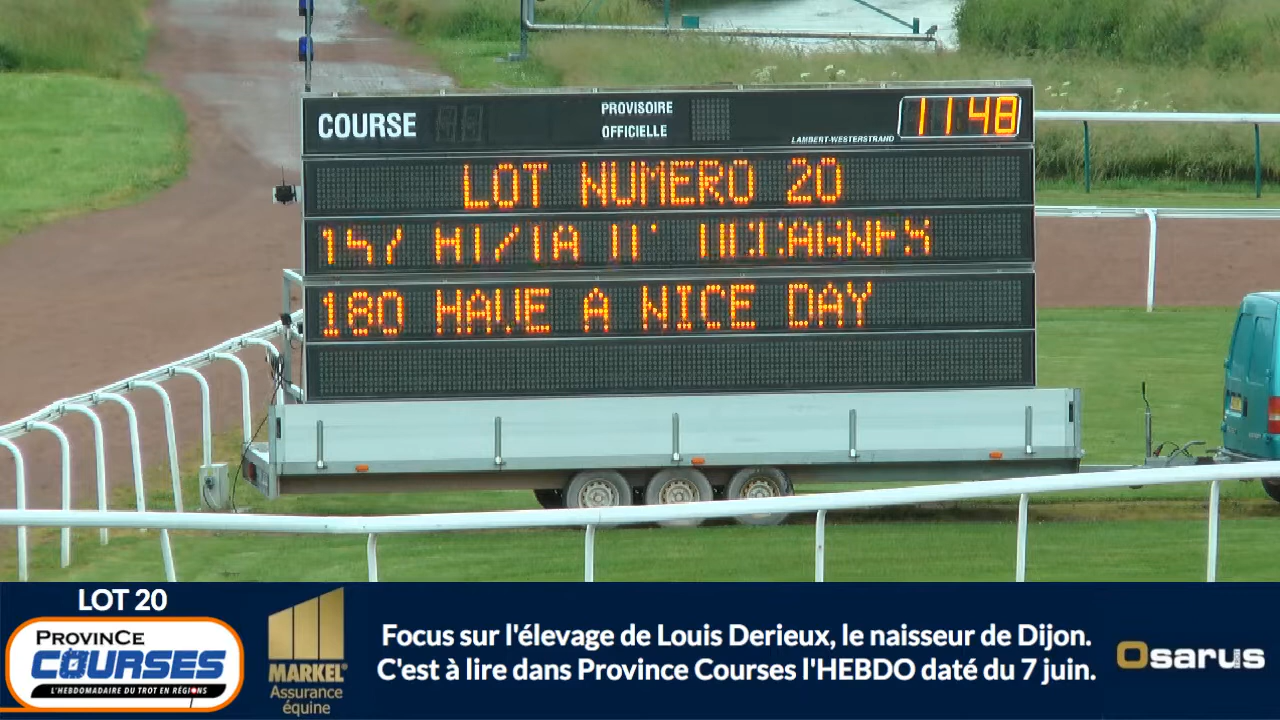 COURSE
PROVISOIRE
OFFICIELLE
LAMBERT-WESTERSTRAND
11 48
LOT NUMERO 20
180 HAVE A NICE DAY
LOT 20
PROVINCE
COURSES
L'HEBDOMADAIRE DU TROT EN RÉGIONS
MARKEL
Assurance
équine
Focus sur l'élevage de Louis Derieux, le naisseur de Dijon.
C'est à lire dans Province Courses l'HEBDO daté du 7 juin.
Osarus